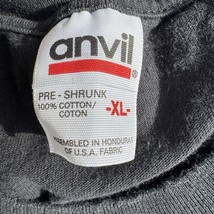 anvil®
PRE - SHRUNK
100% COTTON/
COTON
-XL-
ASSEMBLED IN HONDURAS
OF U.S. FABRIC